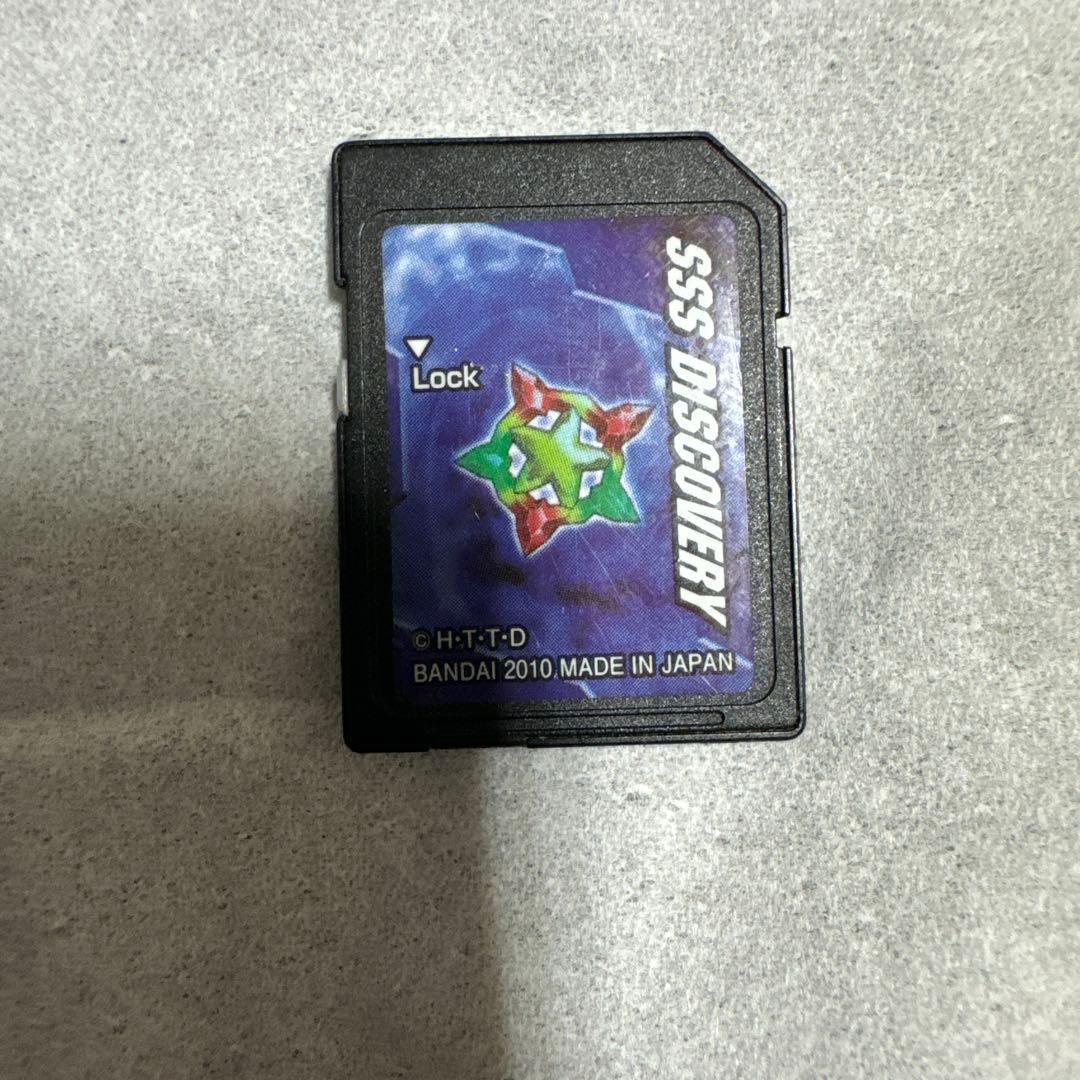 SSS DISCOVERY
Lock
© H·T·T·D
BANDAI 2010 MADE IN JAPAN